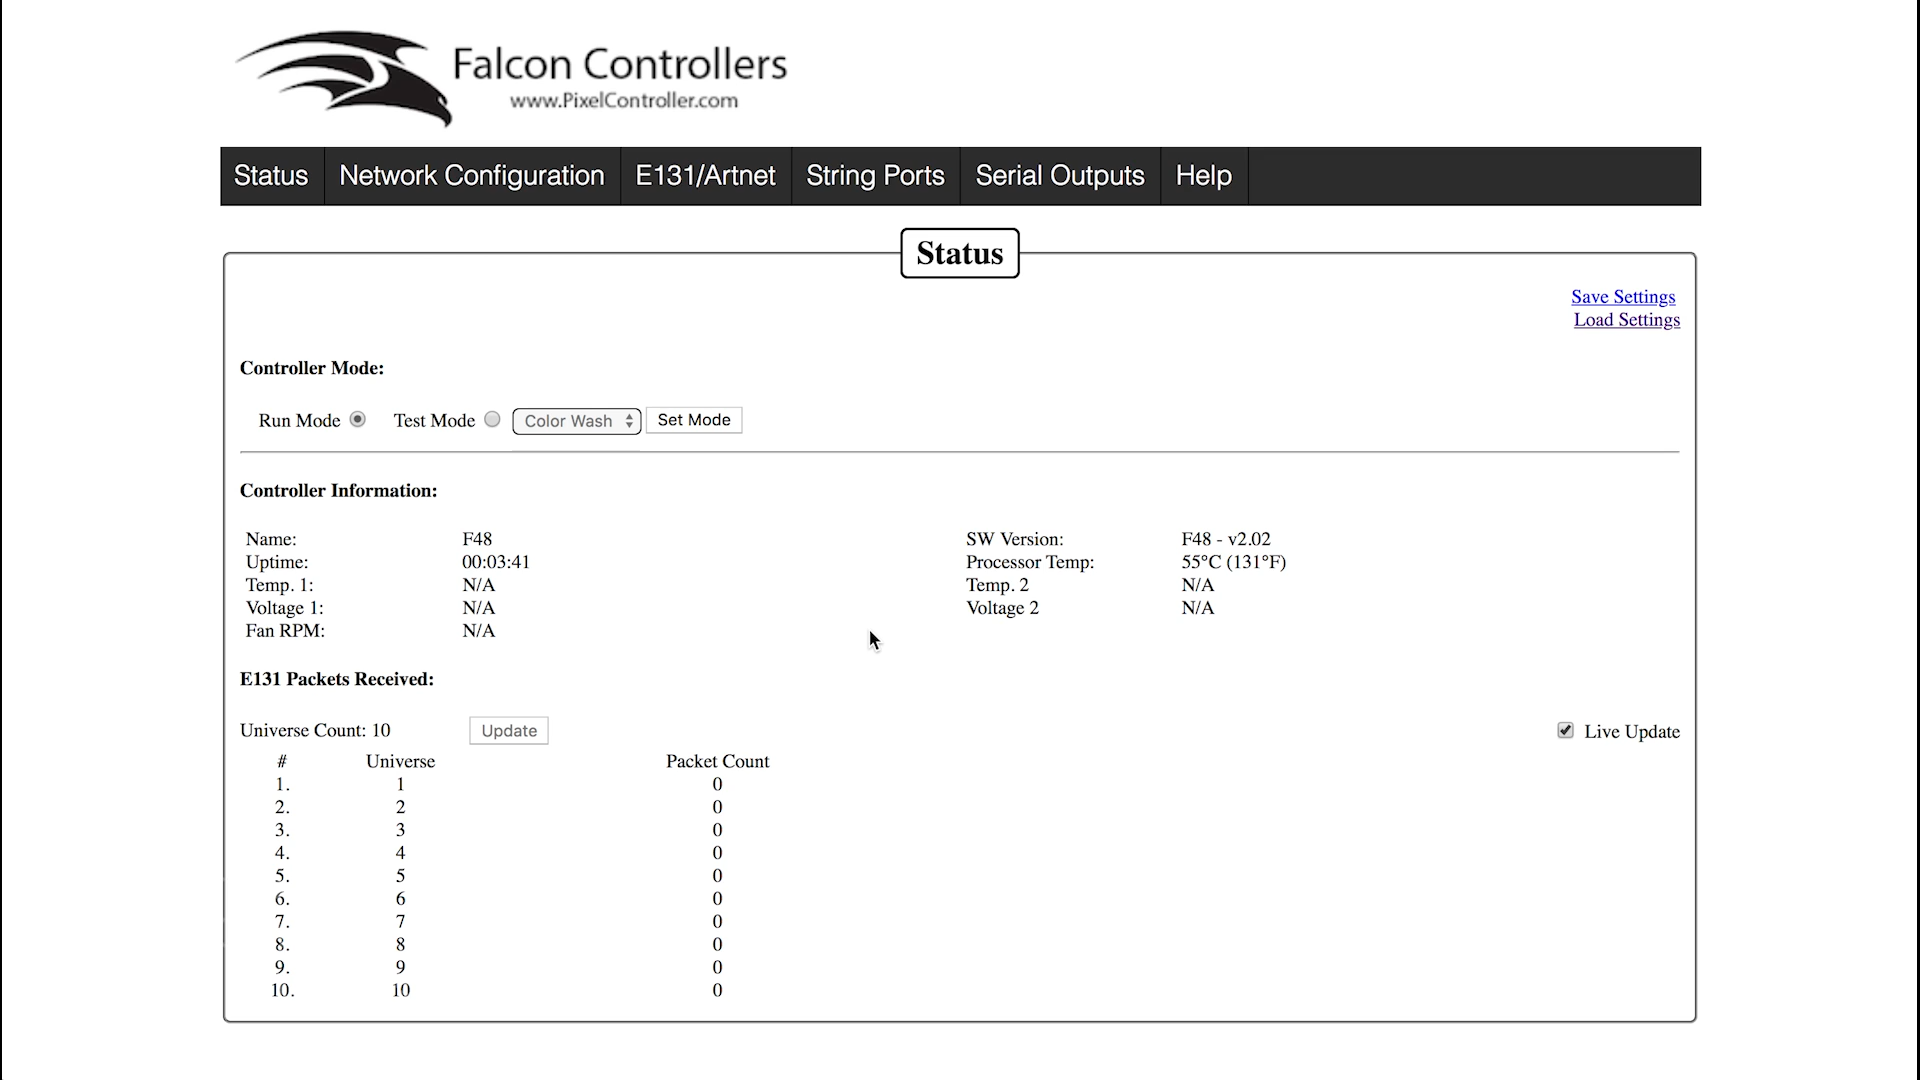 Falcon Controllers
www.PixelController.com
Status Network Configuration E131/Artnet String Ports Serial Outputs Help
Status
Save Settings
Load Settings
Controller Mode:
Run Mode Test Mode Color Wash Set Mode
Controller Information:
Name: F48 SW Version: F48 - v2.02
Uptime: 00:03:41 Processor Temp: 55°C (131°F)
Temp. 1: N/A Temp. 2 N/A
Voltage 1: N/A Voltage 2 N/A
Fan RPM: N/A
E131 Packets Received:
Universe Count: 10 Update Live Update
# Universe Packet Count
1. 1 0
2. 2 0
3. 3 0
4. 4 0
5. 5 0
6. 6 0
7. 7 0
8. 8 0
9. 9 0
10. 10 0